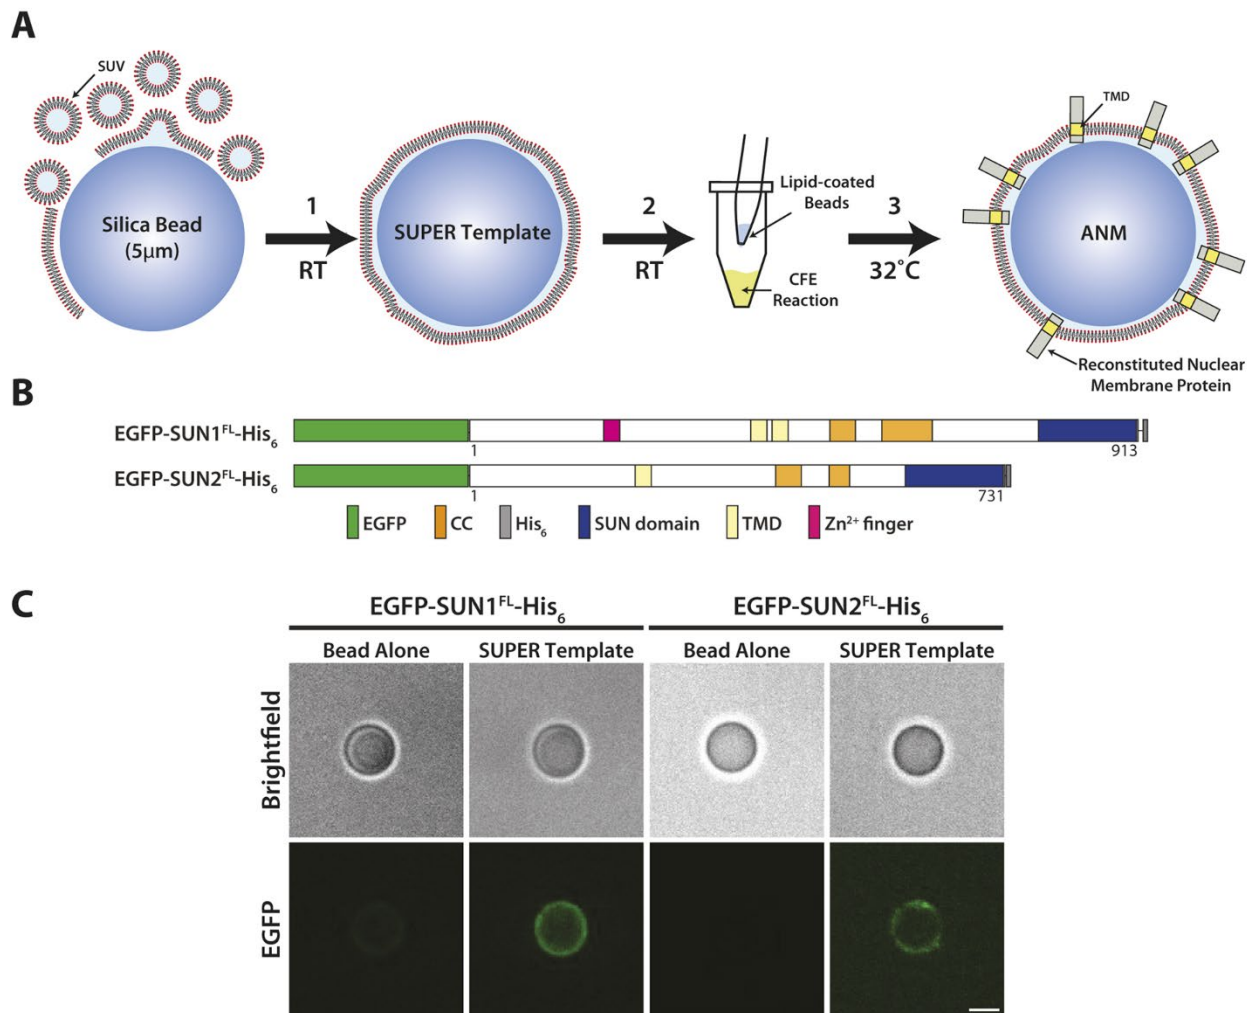 A
SUV
Silica Bead
(5μm)
1
RT
SUPER Template
2
RT
Lipid-coated
Beads
CFE
Reaction
3
32˚C
TMD
ANM
Reconstituted Nuclear
Membrane Protein
B
EGFP-SUN1ᶠᴸ-His₆
1
913
EGFP-SUN2ᶠᴸ-His₆
1
731
EGFP
CC
His₆
SUN domain
TMD
Zn²⁺ finger
C
EGFP-SUN1ᶠᴸ-His₆
EGFP-SUN2ᶠᴸ-His₆
Bead Alone
SUPER Template
Bead Alone
SUPER Template
Brightfield
EGFP